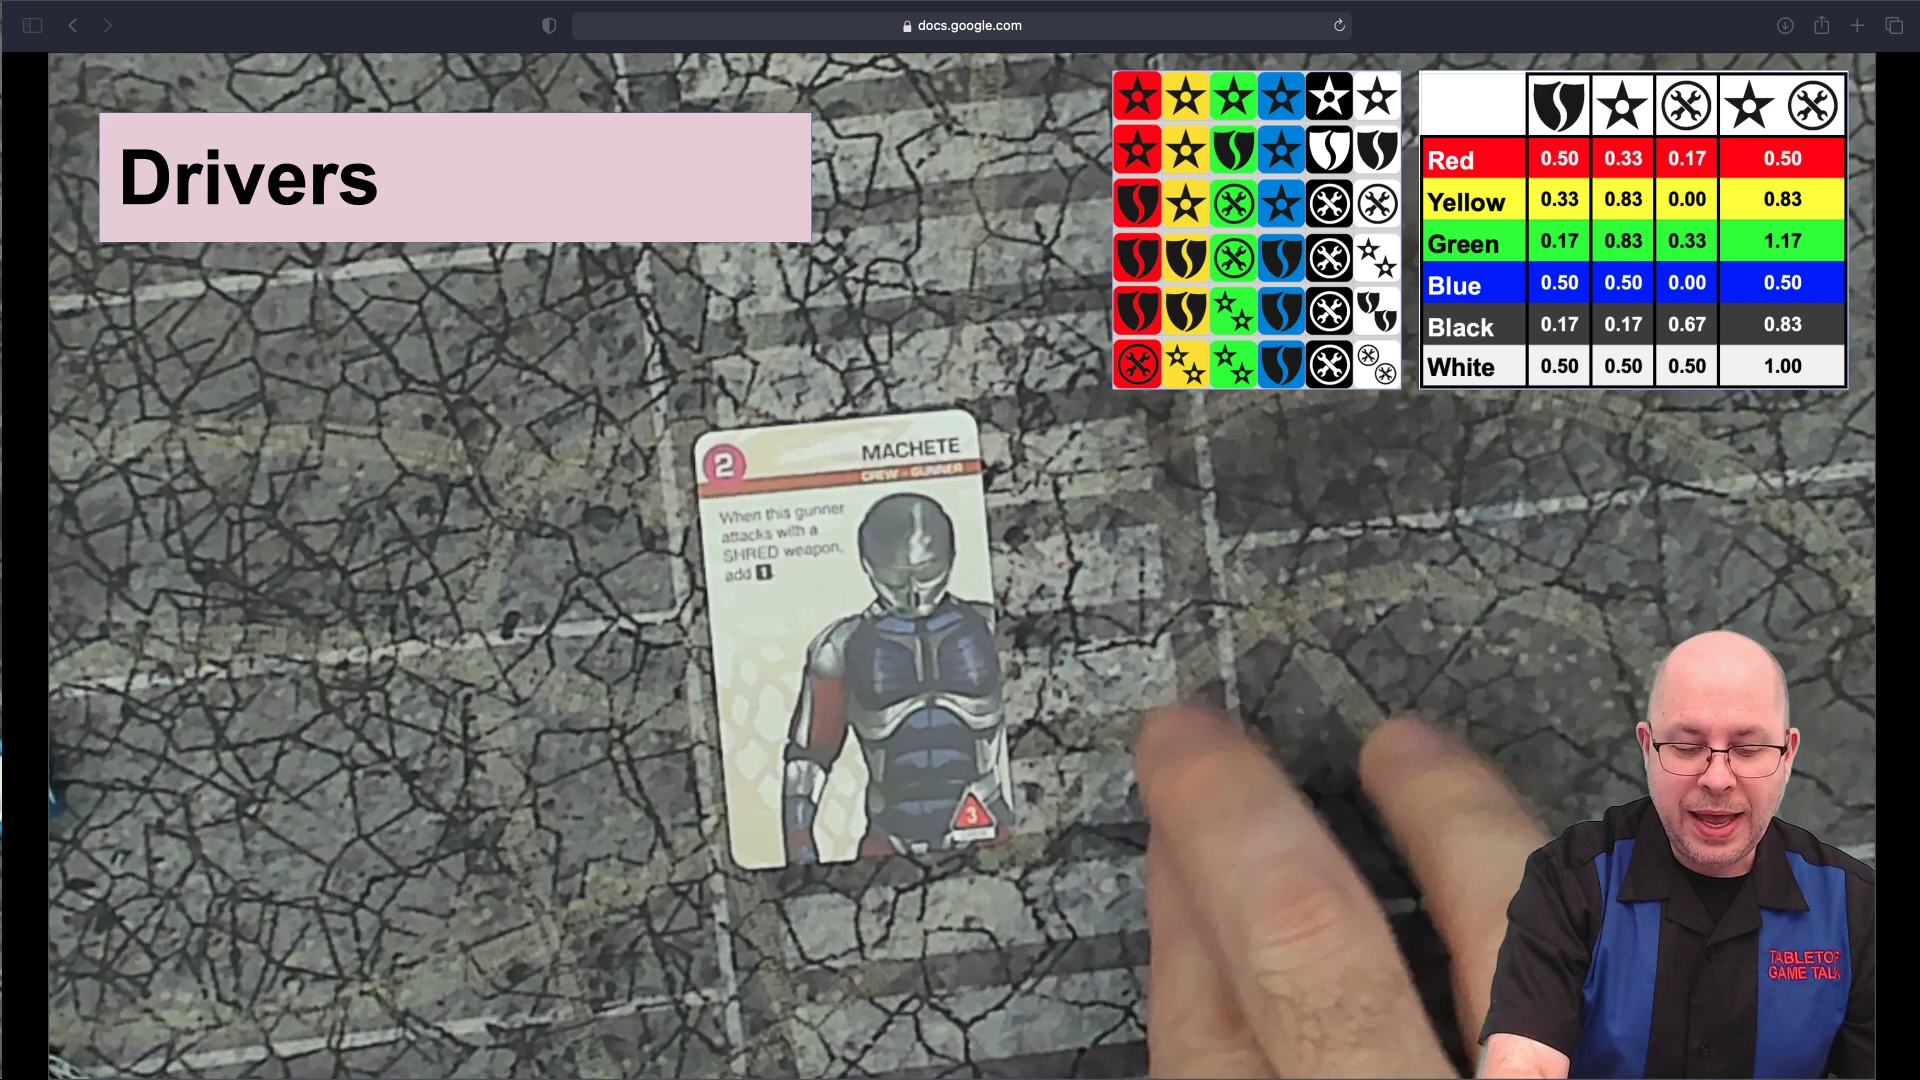 docs.google.com
Drivers
Red 0.50 0.33 0.17 0.50
Yellow 0.33 0.83 0.00 0.83
Green 0.17 0.83 0.33 1.17
Blue 0.50 0.50 0.00 0.50
Black 0.17 0.17 0.67 0.83
White 0.50 0.50 0.50 1.00
2
MACHETE
CREW - GUNNER
When this gunner
attacks with a
SHRED weapon,
add 1
3
TABLETOP
GAME TALK